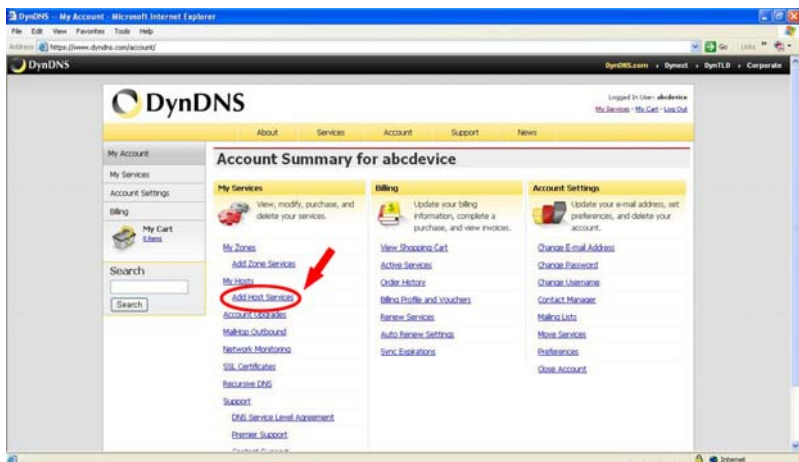 DynDNS -- My Account - Microsoft Internet Explorer
File Edit View Favorites Tools Help
Address https://www.dyndns.com/account/ Go Links
DynDNS
DynDNS.com Dynect DynTLD Corporate
DynDNS
Logged In User: abcdevice
My Services - My Cart - Log Out
About Services Account Support News
My Account
My Services
Account Settings
Billing
My Cart
Search
Search
Account Summary for abcdevice
My Services
View, modify, purchase, and
delete your services.
My Zones
Add Zone Services
My Hosts
Add Host Services
Account Upgrades
MailHop Outbound
Network Monitoring
SSL Certificates
Recursive DNS
Support
DNS Service Level Agreement
Premier Support
Contact Support
Billing
Update your billing
information, complete a
purchase, and view invoices.
View Shopping Cart
Active Services
Order History
Billing Profile and Vouchers
Renew Services
Auto Renew Settings
Sync Expirations
Account Settings
Update your e-mail address, set
preferences, and delete your
account.
Change E-mail Address
Change Password
Change Username
Contact Manager
Mailing Lists
Move Services
Preferences
Close Account
Internet